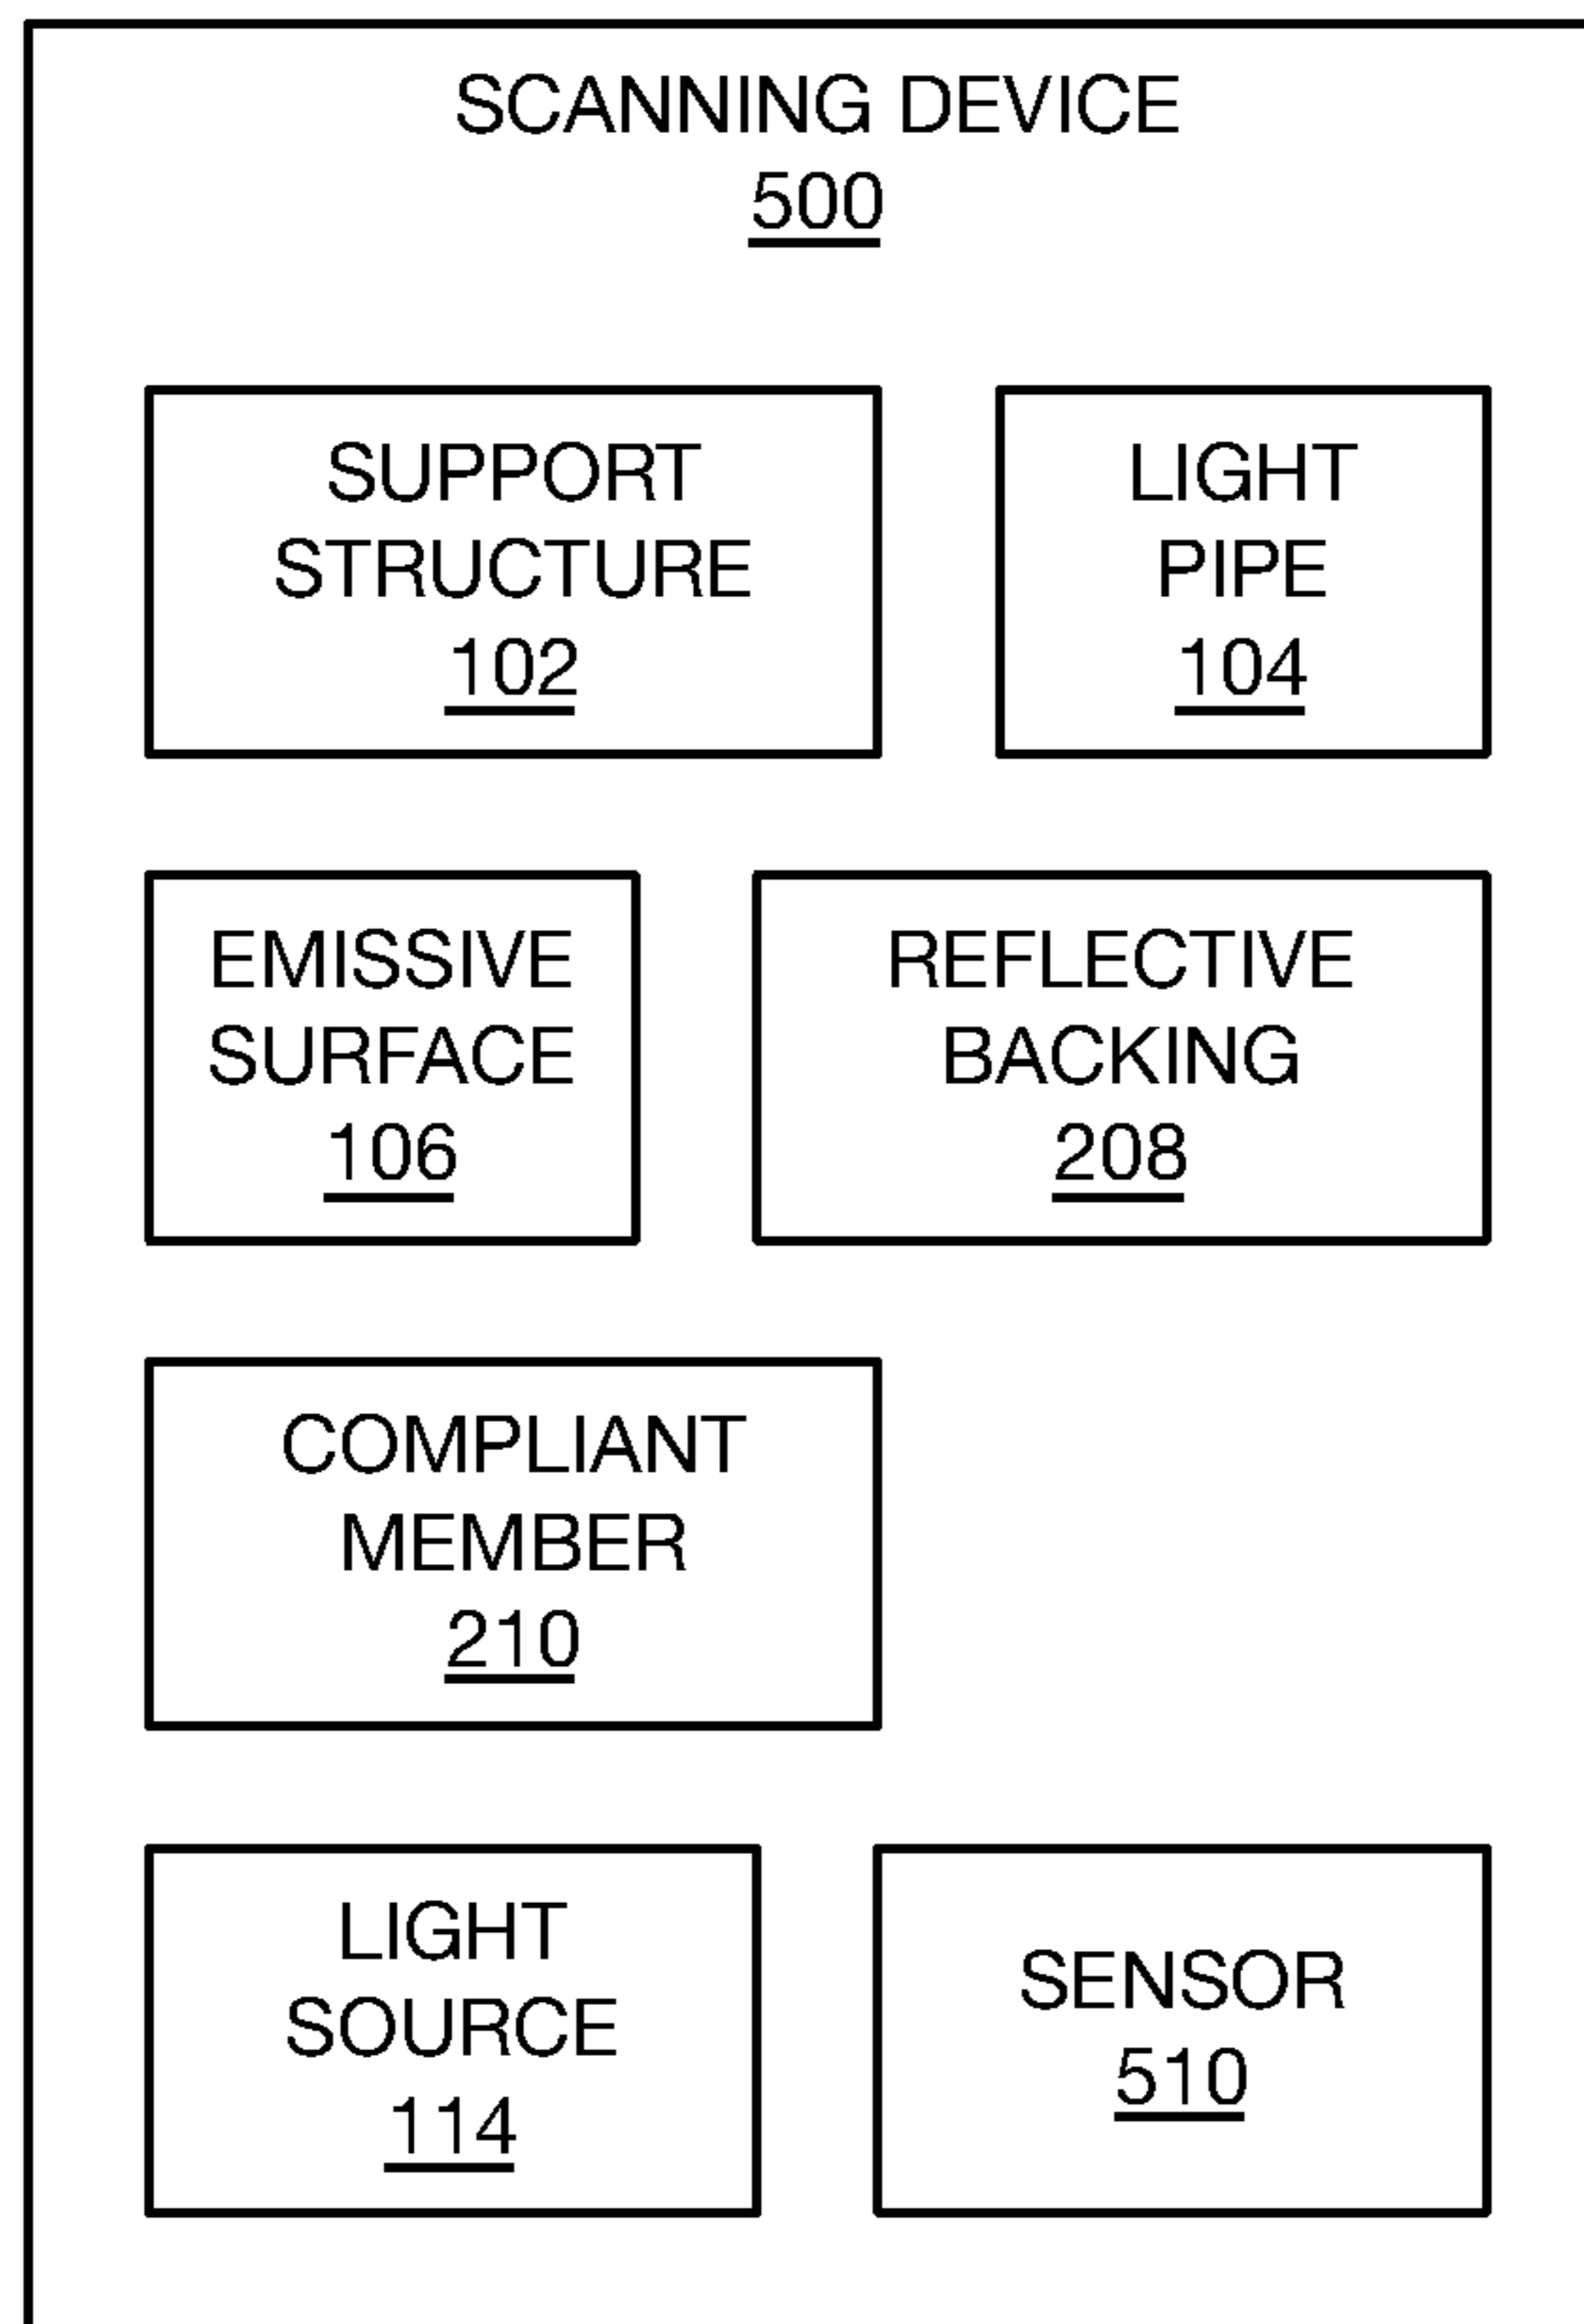 SCANNING DEVICE
500
SUPPORT
STRUCTURE
102
LIGHT
PIPE
104
EMISSIVE
SURFACE
106
REFLECTIVE
BACKING
208
COMPLIANT
MEMBER
210
LIGHT
SOURCE
114
SENSOR
510